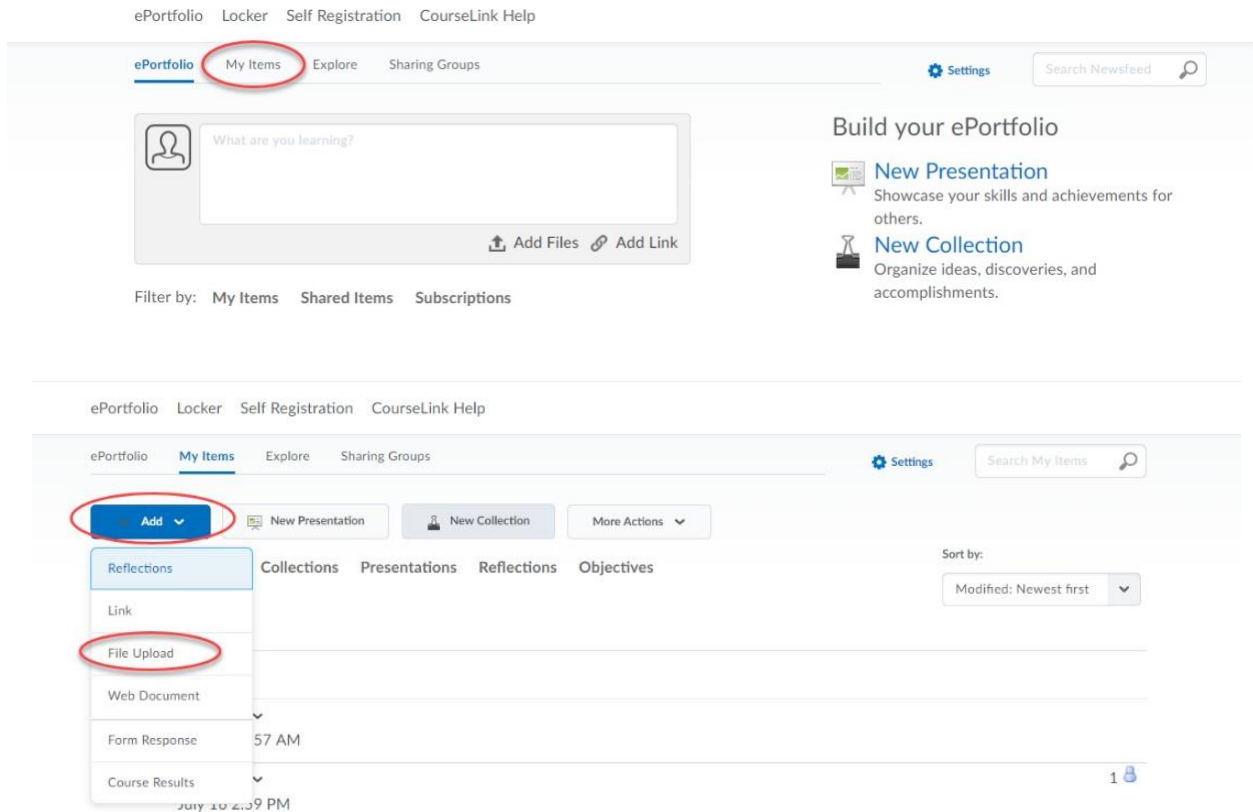 ePortfolio Locker Self Registration CourseLink Help
ePortfolio My Items Explore Sharing Groups
Settings
Search Newsfeed
What are you learning?
Add Files Add Link
Filter by: My Items Shared Items Subscriptions
Build your ePortfolio
New Presentation
Showcase your skills and achievements for
others.
New Collection
Organize ideas, discoveries, and
accomplishments.
ePortfolio Locker Self Registration CourseLink Help
ePortfolio My Items Explore Sharing Groups
Settings
Search My Items
Add New Presentation New Collection More Actions
Reflections
Link
File Upload
Web Document
Form Response
Course Results
Collections Presentations Reflections Objectives
Sort by:
Modified: Newest first
57 AM
1
PM